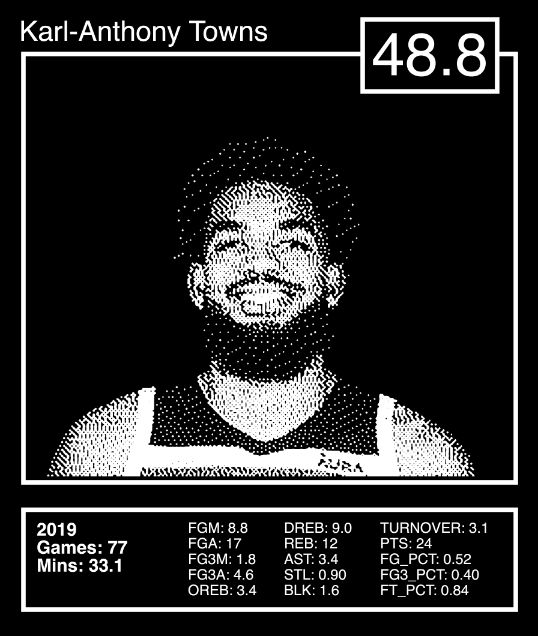 Karl-Anthony Towns
48.8
2019
Games: 77
Mins: 33.1
FGM: 8.8
FGA: 17
FG3M: 1.8
FG3A: 4.6
OREB: 3.4
DREB: 9.0
REB: 12
AST: 3.4
STL: 0.90
BLK: 1.6
TURNOVER: 3.1
PTS: 24
FG_PCT: 0.52
FG3_PCT: 0.40
FT_PCT: 0.84